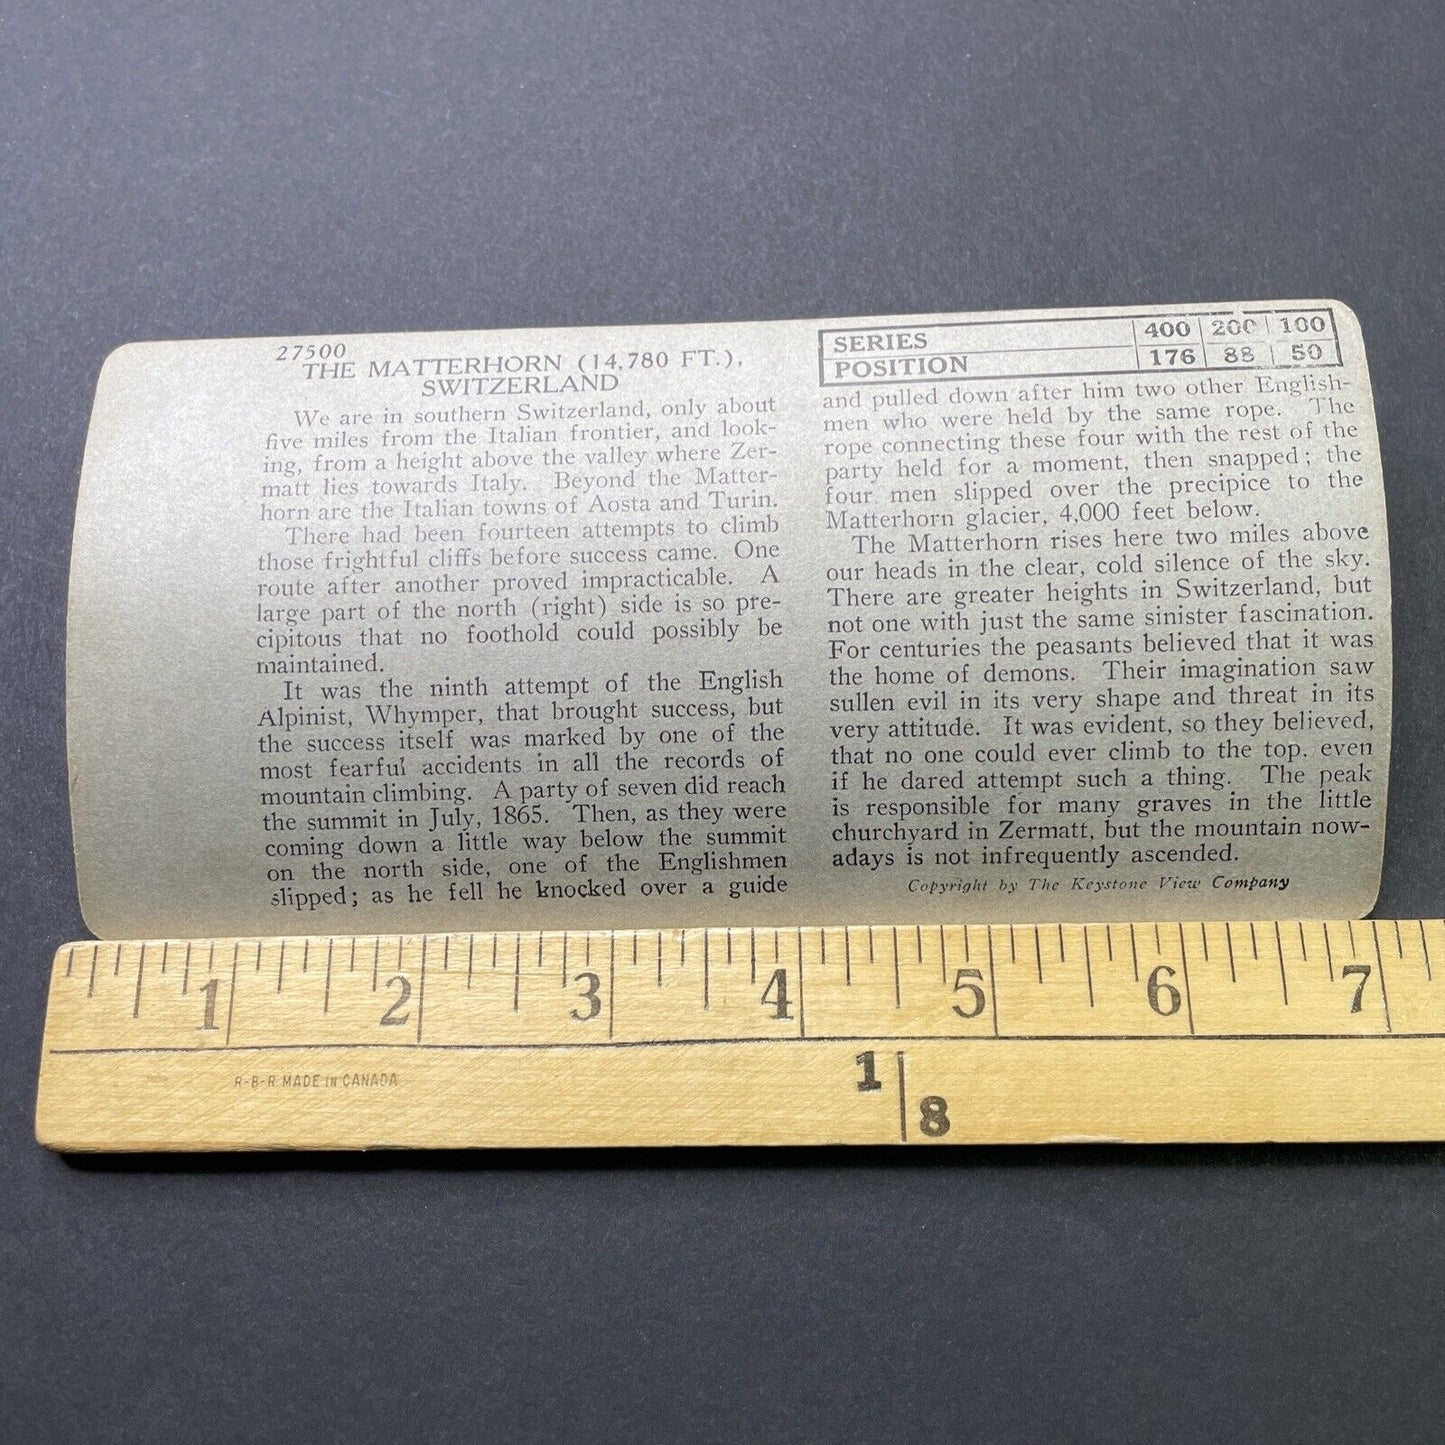 27500
THE MATTERHORN (14,780 FT.),
SWITZERLAND
We are in southern Switzerland, only about
five miles from the Italian frontier, and look-
ing, from a height above the valley where Zer-
matt lies towards Italy. Beyond the Matter-
horn are the Italian towns of Aosta and Turin.
There had been fourteen attempts to climb
those frightful cliffs before success came. One
route after another proved impracticable. A
large part of the north (right) side is so pre-
cipitous that no foothold could possibly be
maintained.
It was the ninth attempt of the English
Alpinist, Whymper, that brought success, but
the success itself was marked by one of the
most fearful accidents in all the records of
mountain climbing. A party of seven did reach
the summit in July, 1865. Then, as they were
coming down a little way below the summit
on the north side, one of the Englishmen
slipped; as he fell he knocked over a guide
SERIES 400 200 100
POSITION 176 88 50
and pulled down after him two other English-
men who were held by the same rope. The
rope connecting these four with the rest of the
party held for a moment, then snapped; the
four men slipped over the precipice to the
Matterhorn glacier, 4,000 feet below.
The Matterhorn rises here two miles above
our heads in the clear, cold silence of the sky.
There are greater heights in Switzerland, but
not one with just the same sinister fascination.
For centuries the peasants believed that it was
the home of demons. Their imagination saw
sullen evil in its very shape and threat in its
very attitude. It was evident, so they believed,
that no one could ever climb to the top, even
if he dared attempt such a thing. The peak
is responsible for many graves in the little
churchyard in Zermatt, but the mountain now-
adays is not infrequently ascended.
Copyright by The Keystone View Company
1 2 3 4 5 6 7
R-B-R MADE IN CANADA
1
8